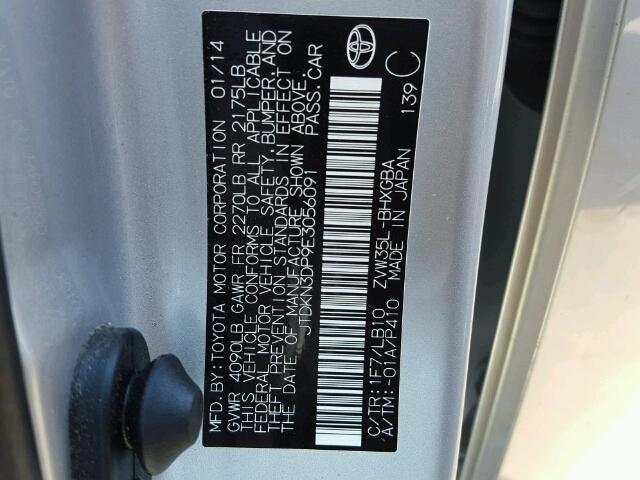 MFD.BY:TOYOTA MOTOR CORPORATION 01/14
GVWR 4090LB GAWR FR 2270LB RR 2175LB
THIS VEHICLE CONFORMS TO ALL APPLICABLE
FEDERAL MOTOR VEHICLE SAFETY,BUMPER,AND
THEFT PREVENTION STANDARDS IN EFFECT ON
THE DATE OF MANUFACTURE SHOWN ABOVE.
JTDKN3DP9E3056091 PASS.CAR
C/TR:1F7/LB10 ZVW35L-BHXGBA
A/TM:-01A/P410 MADE IN JAPAN 139 C